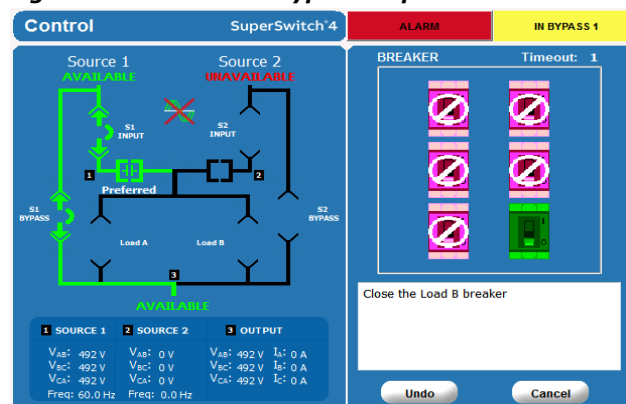 Control
SuperSwitch®4
ALARM
IN BYPASS 1
Source 1
AVAILABLE
Source 2
UNAVAILABLE
S1
INPUT
S2
INPUT
1
2
Preferred
S1
BYPASS
S2
BYPASS
Load A
Load B
3
AVAILABLE
1 SOURCE 1
VAB: 492 V
VBC: 492 V
VCA: 492 V
Freq: 60.0 Hz
2 SOURCE 2
VAB: 0 V
VBC: 0 V
VCA: 0 V
Freq: 0.0 Hz
3 OUTPUT
VAB: 492 V IA: 0 A
VBC: 492 V IB: 0 A
VCA: 492 V IC: 0 A
BREAKER
Timeout: 1
Close the Load B breaker
Undo
Cancel